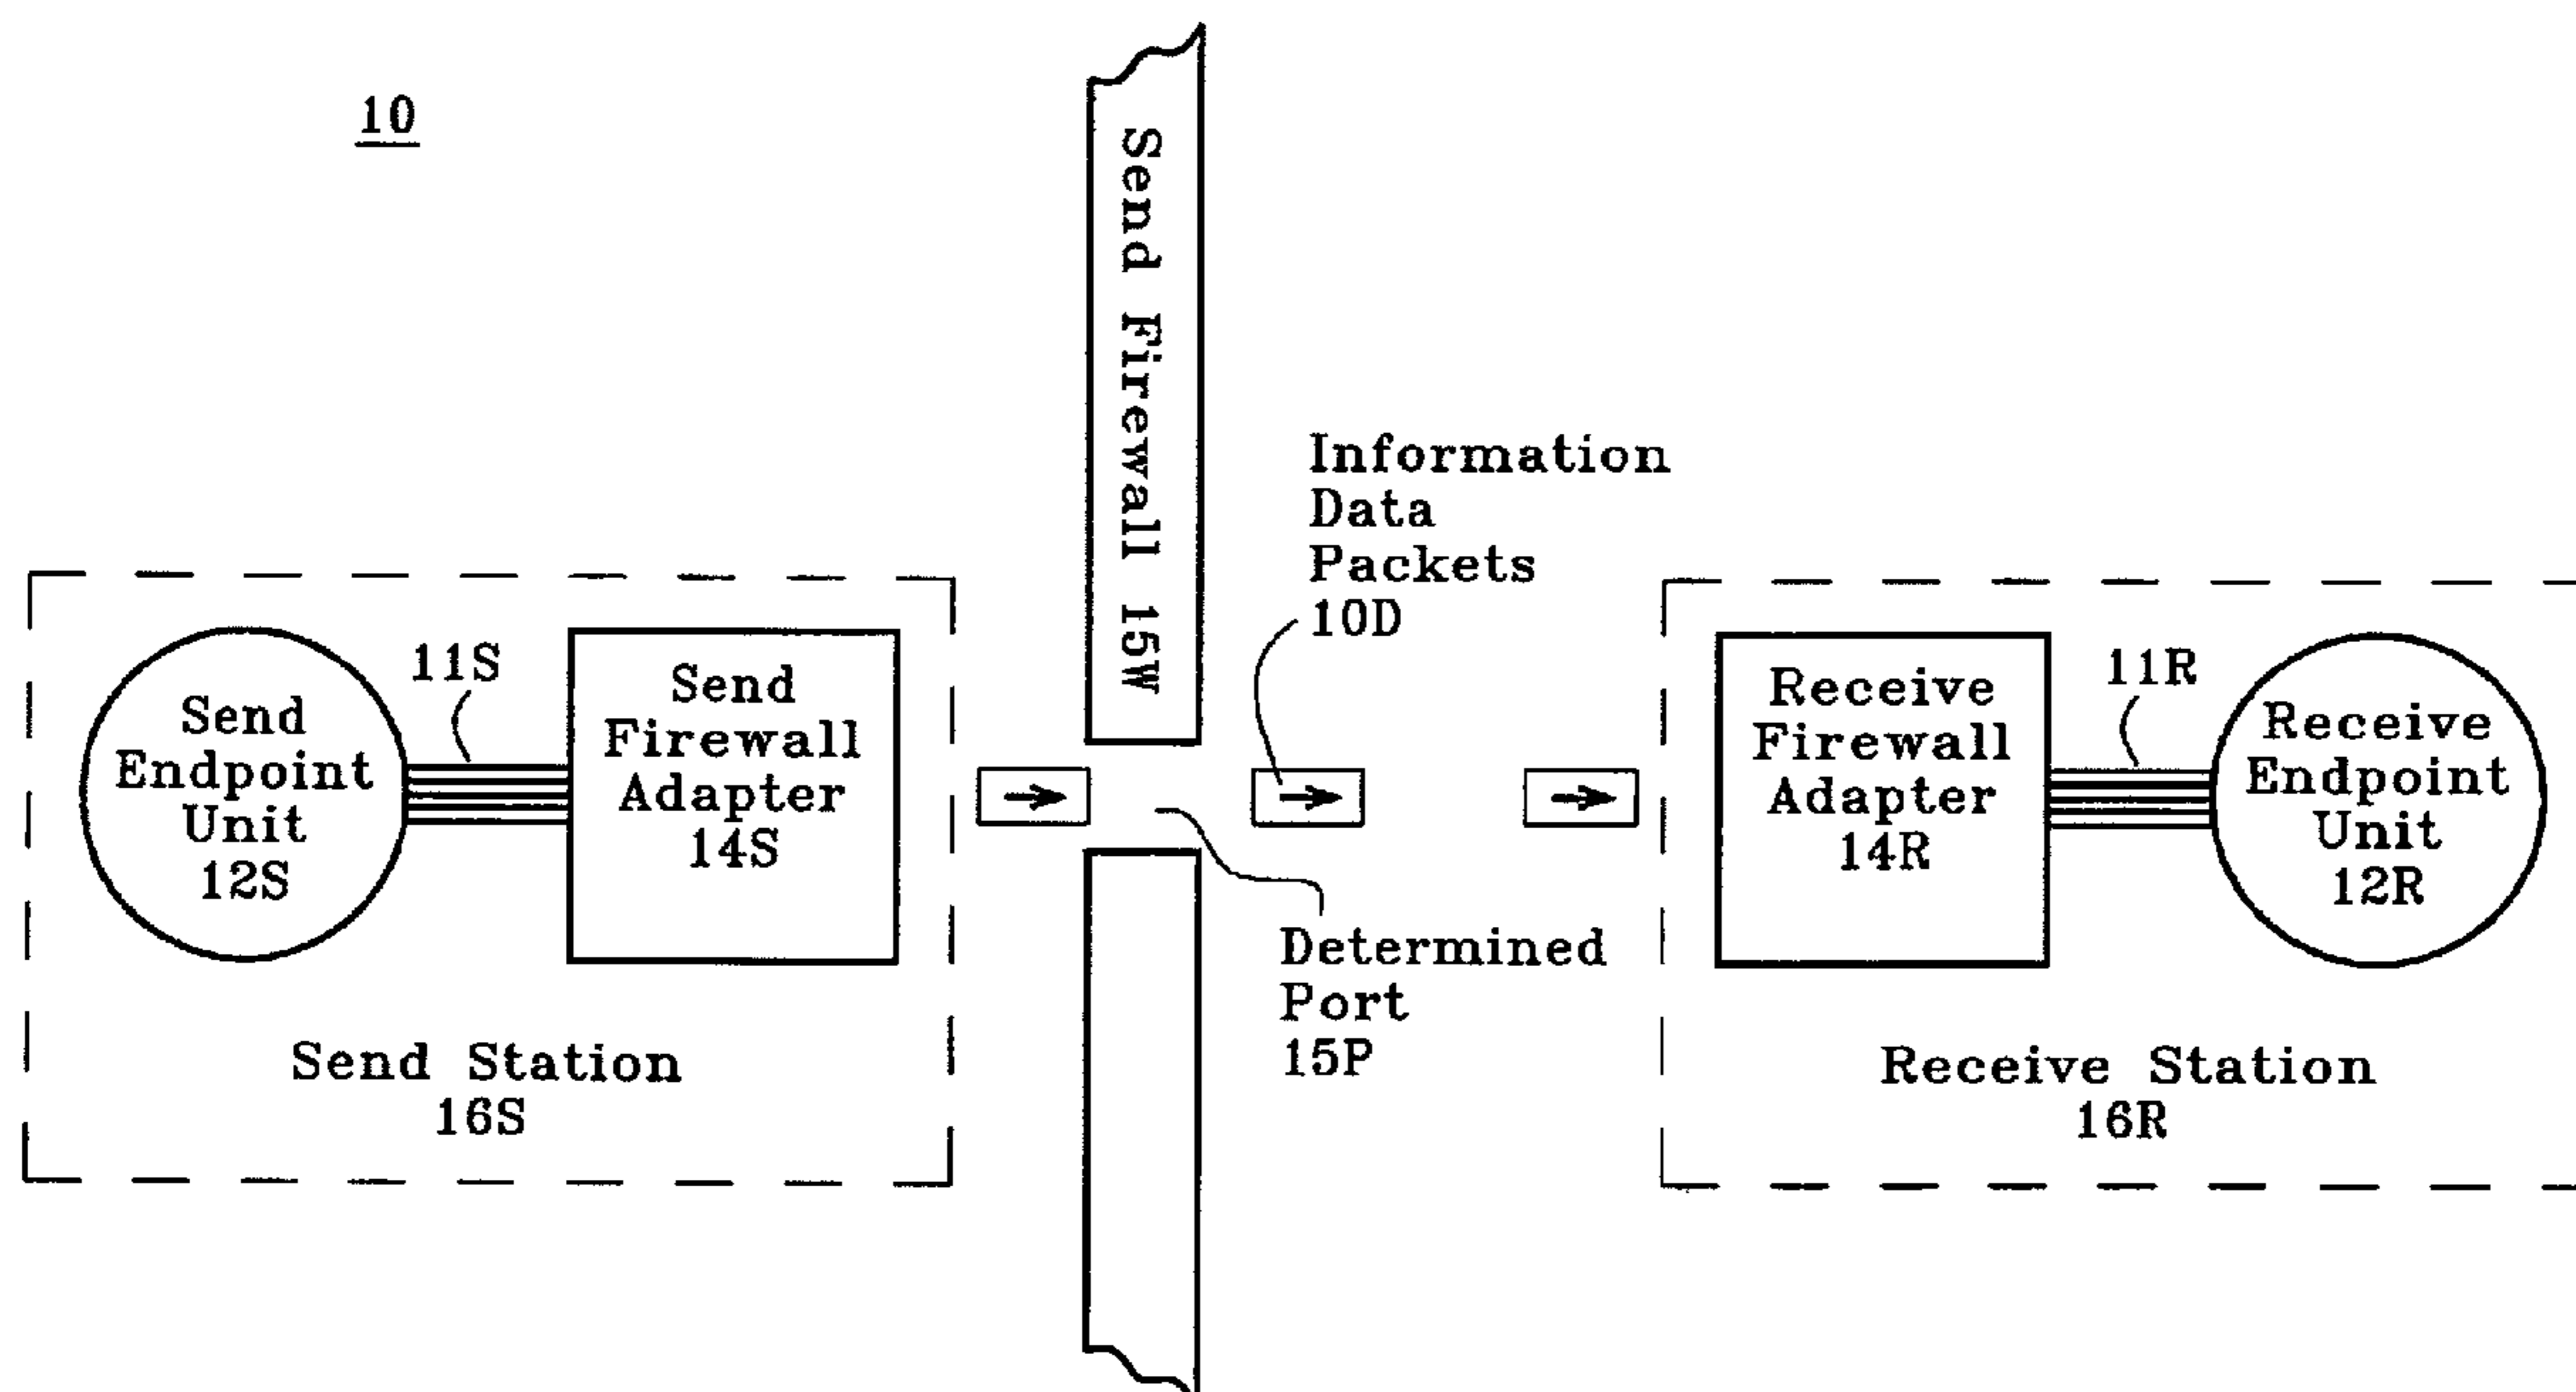 10
Send Firewall 15W
Information
Data
Packets
10D
Send
Endpoint
Unit
12S
11S
Send
Firewall
Adapter
14S
Receive
Firewall
Adapter
14R
11R
Receive
Endpoint
Unit
12R
Determined
Port
15P
Send Station
16S
Receive Station
16R